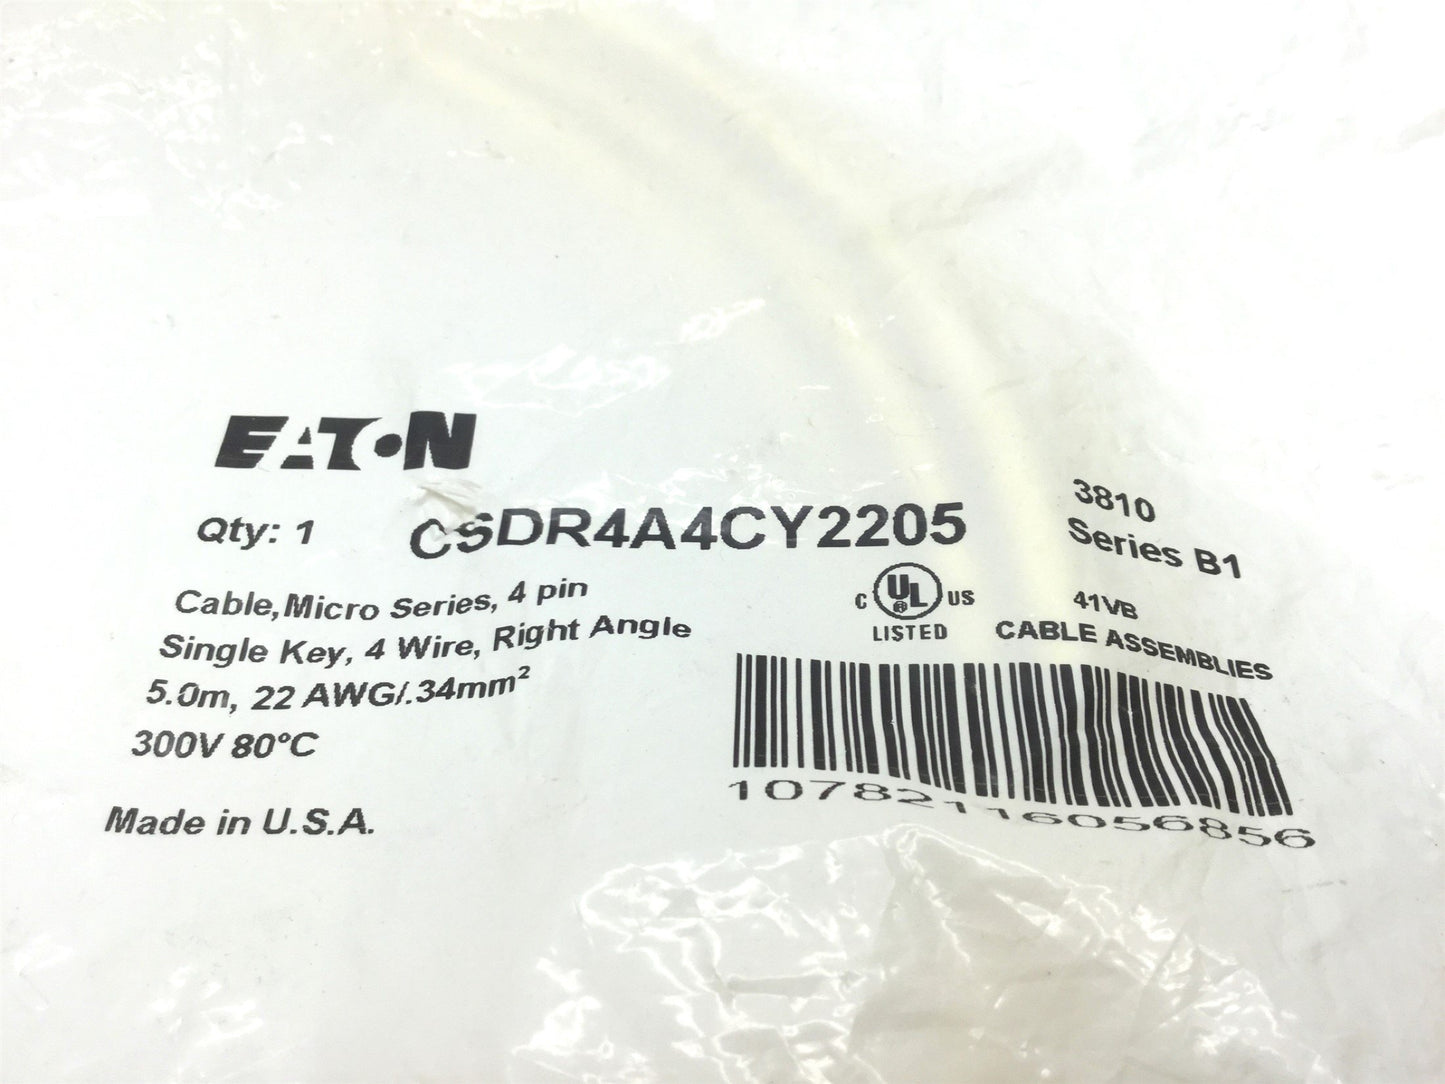 EATON
Qty: 1 CSDR4A4CY2205
3810
Series B1
Cable, Micro Series, 4 pin
Single Key, 4 Wire, Right Angle
5.0m, 22 AWG/.34mm²
300V 80°C
Made in U.S.A.
C UL ® US
LISTED
41VB
CABLE ASSEMBLIES
10782116056856